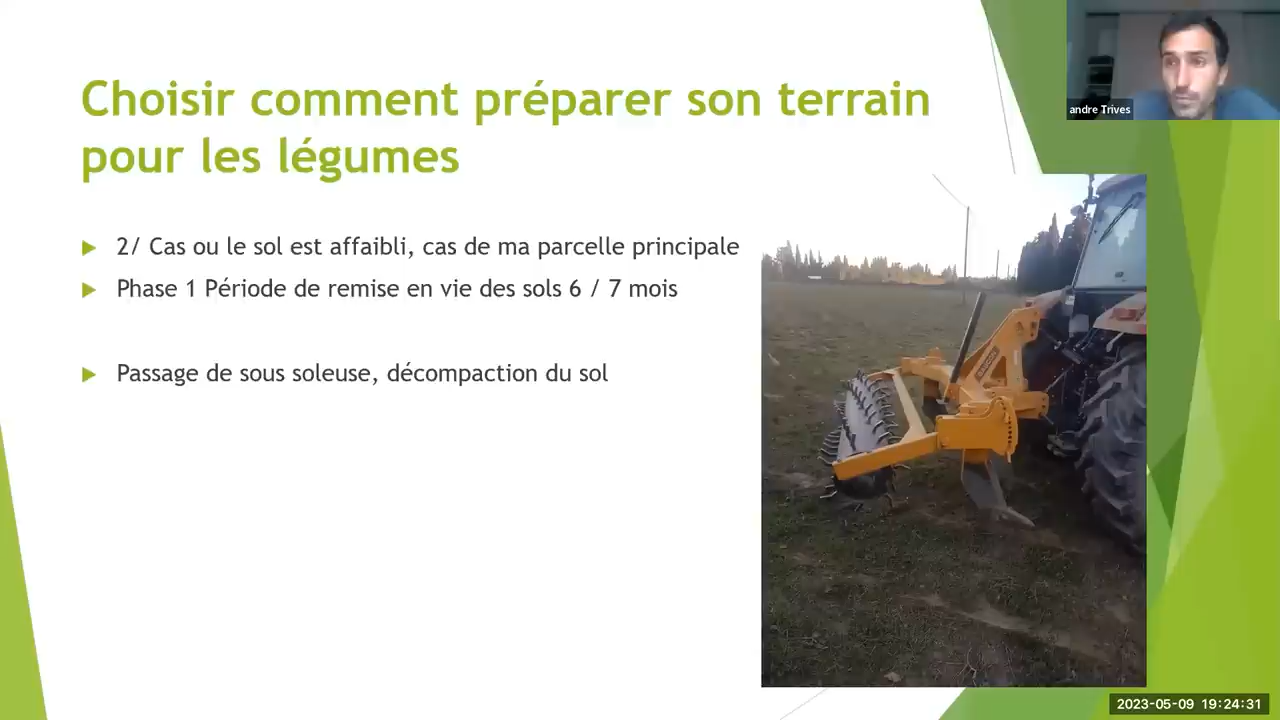 Choisir comment préparer son terrain
pour les légumes
2/ Cas ou le sol est affaibli, cas de ma parcelle principale
Phase 1 Période de remise en vie des sols 6 / 7 mois
Passage de sous soleuse, décompaction du sol
andre Trives
2023-05-09 19:24:31